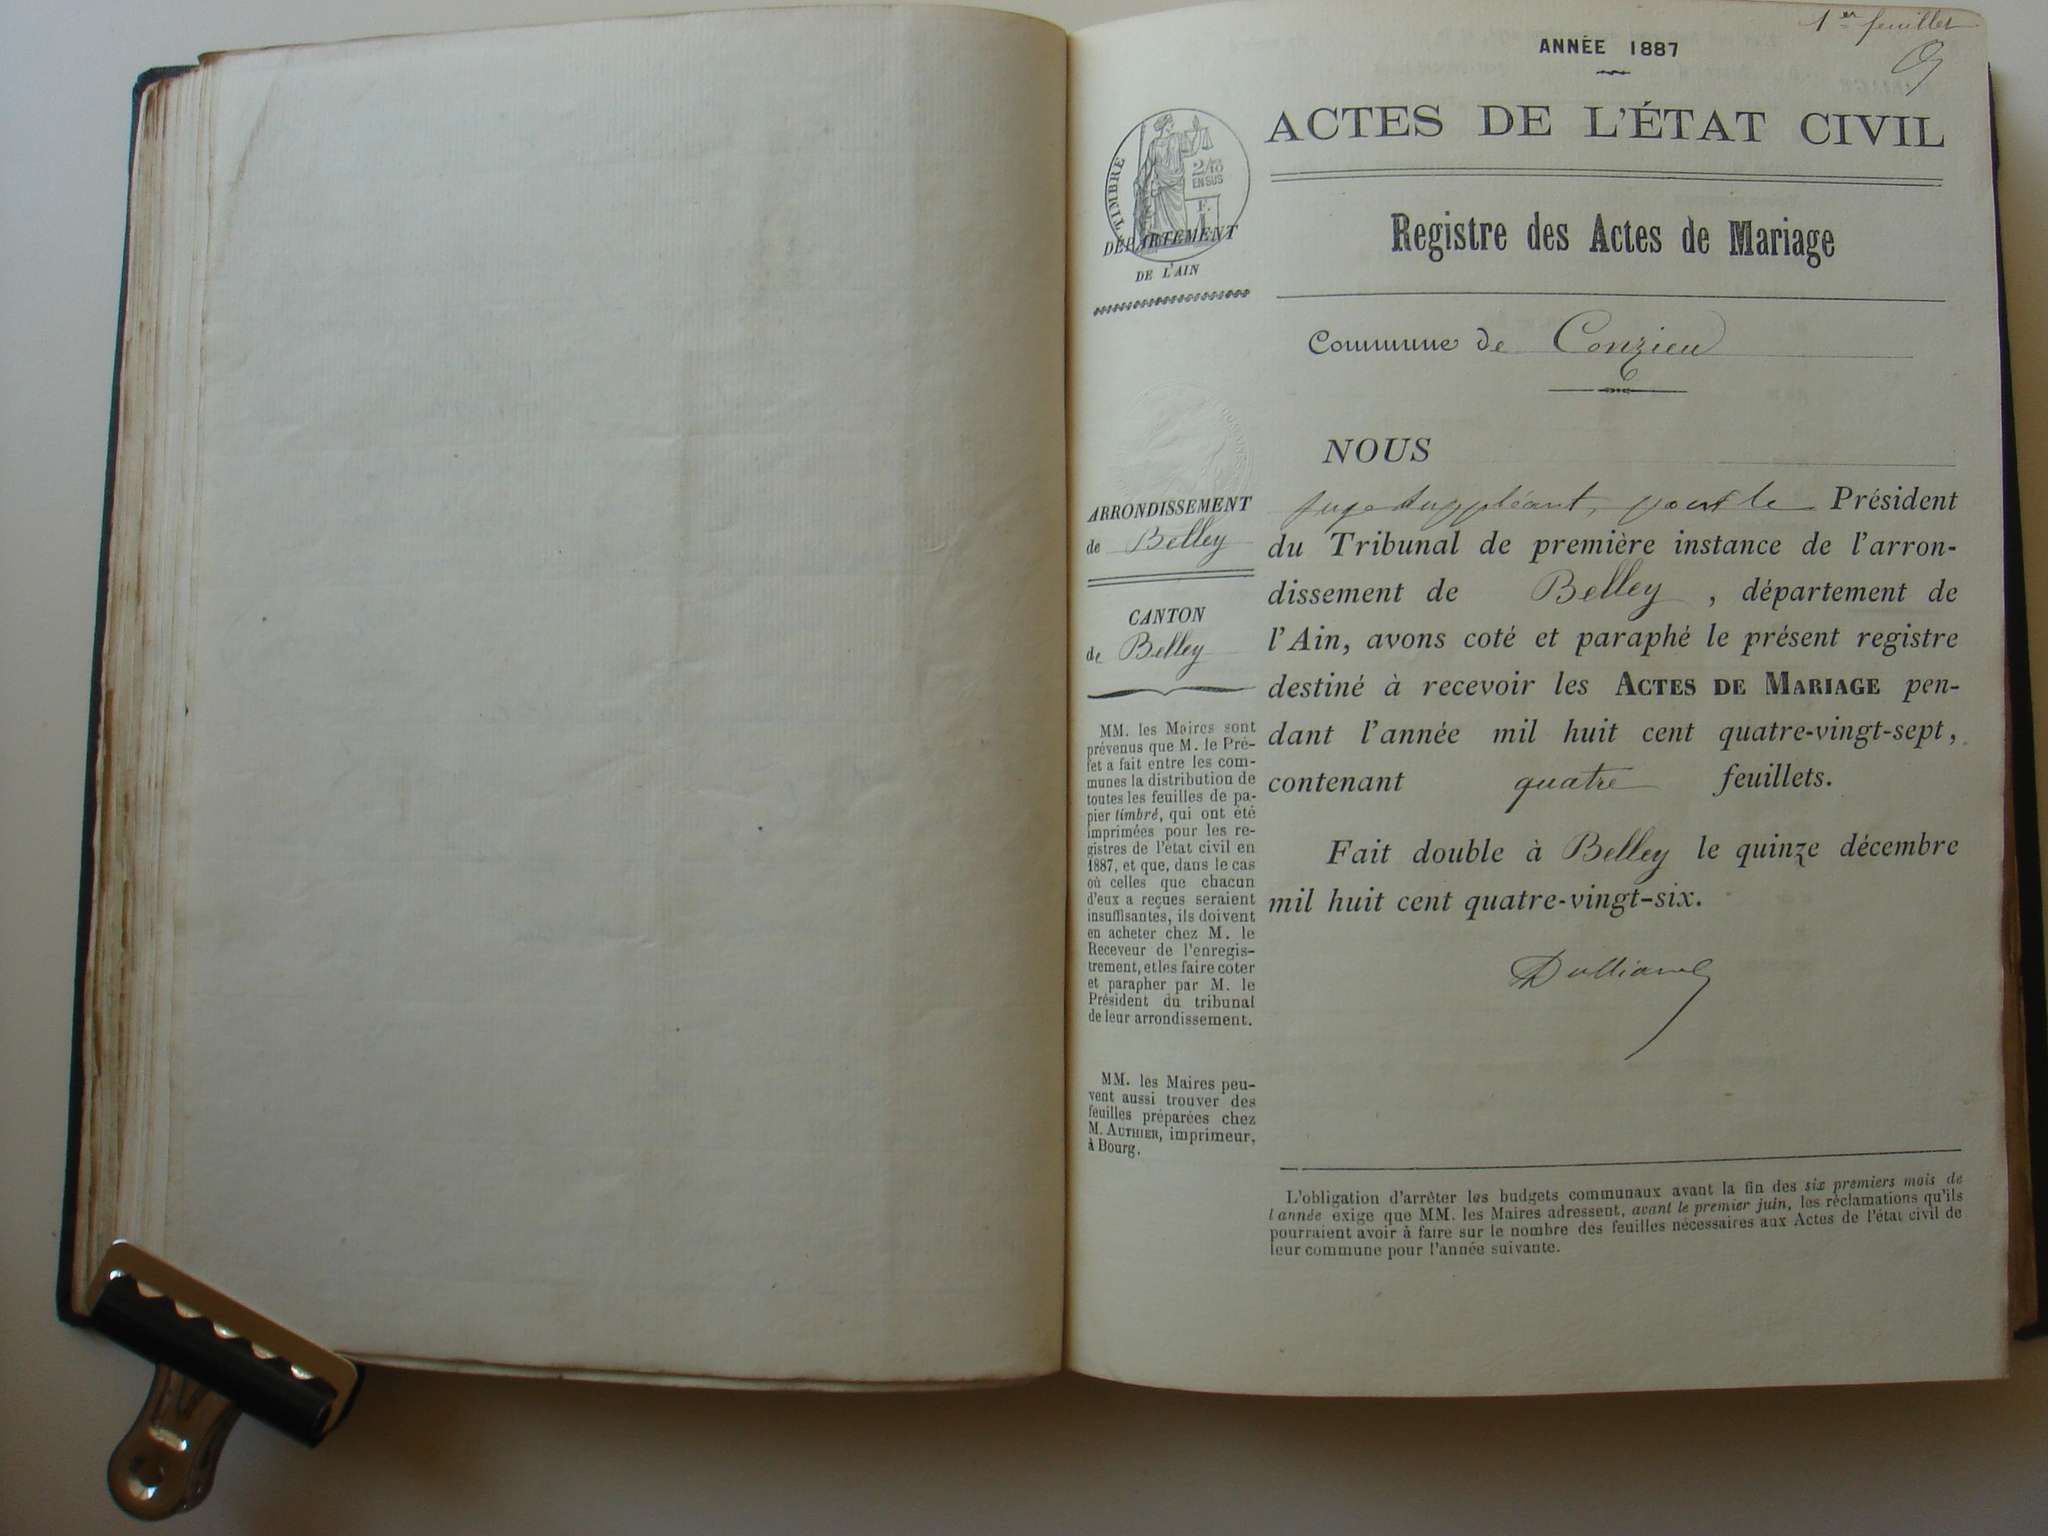 1er feuillet
ANNÉE 1887
ACTES DE L'ÉTAT CIVIL
Registre des Actes de Mariage
Commune de Conzieu
TIMBRE
2/10
EN SUS
F.
DÉPARTEMENT
DE L'AIN
ARRONDISSEMENT
de Belley
CANTON
de Belley
MM. les Maires sont
prévenus que M. le Pré-
fet a fait entre les com-
munes la distribution de
toutes les feuilles de pa-
pier timbré, qui ont été
imprimées pour les re-
gistres de l'état civil en
1887, et que, dans le cas
où celles que chacun
d'eux a reçues seraient
insuffisantes, ils doivent
en acheter chez M. le
Receveur de l'enregis-
trement, et les faire coter
et parapher par M. le
Président du tribunal
de leur arrondissement.
MM. les Maires peu-
vent aussi trouver des
feuilles préparées chez
M. AUTHIER, imprimeur,
à Bourg.
NOUS
juge suppléant, pour le Président
du Tribunal de première instance de l'arron-
dissement de Belley, département de
l'Ain, avons coté et paraphé le présent registre
destiné à recevoir les ACTES DE MARIAGE pen-
dant l'année mil huit cent quatre-vingt-sept,
contenant quatre feuillets.
Fait double à Belley le quinze décembre
mil huit cent quatre-vingt-six.
L'obligation d'arrêter les budgets communaux avant la fin des six premiers mois de
l'année exige que MM. les Maires adressent, avant le premier juin, les réclamations qu'ils
pourraient avoir à faire sur le nombre des feuilles nécessaires aux Actes de l'état civil de
leur commune pour l'année suivante.